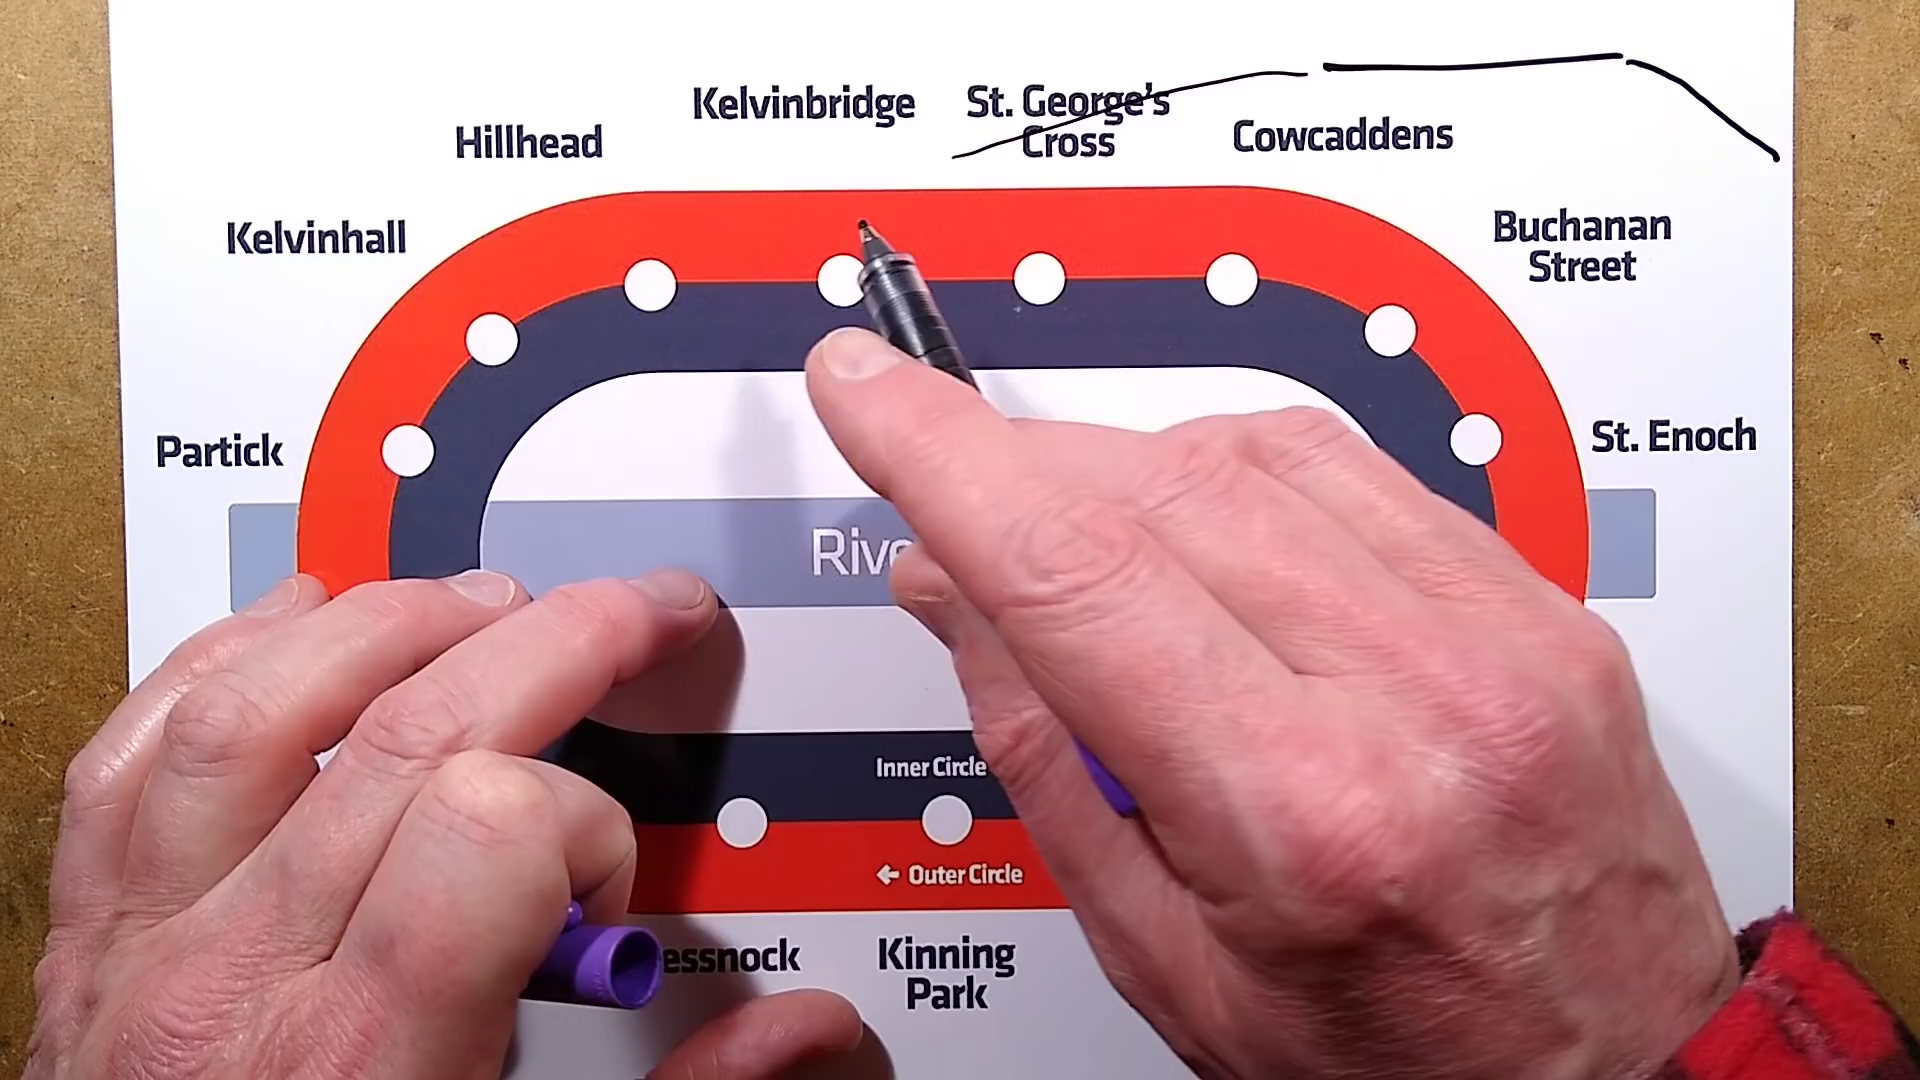 Kelvinbridge
St. George's
Cross
Hillhead
Cowcaddens
Kelvinhall
Buchanan
Street
Partick
St. Enoch
Inner Circle
← Outer Circle
Kinning
Park